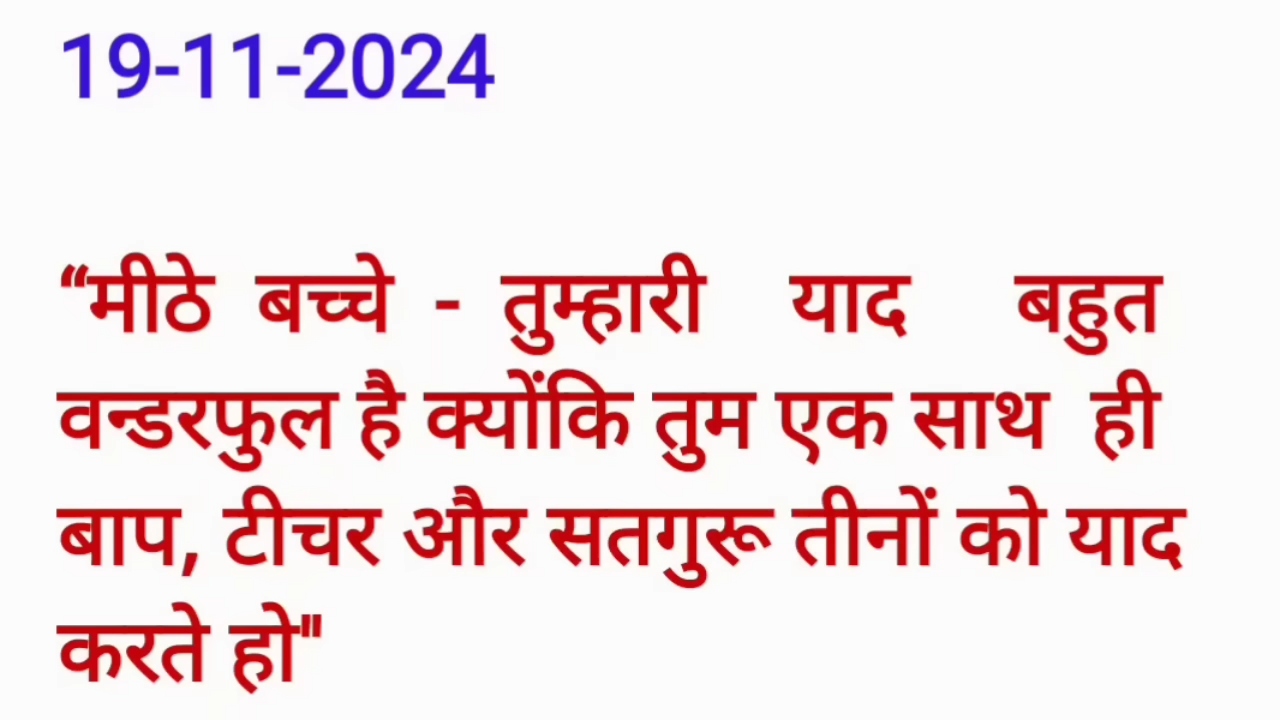 19-11-2024
“मीठे बच्चे - तुम्हारी याद बहुत
वन्डरफुल है क्योंकि तुम एक साथ ही
बाप, टीचर और सतगुरू तीनों को याद
करते हो"